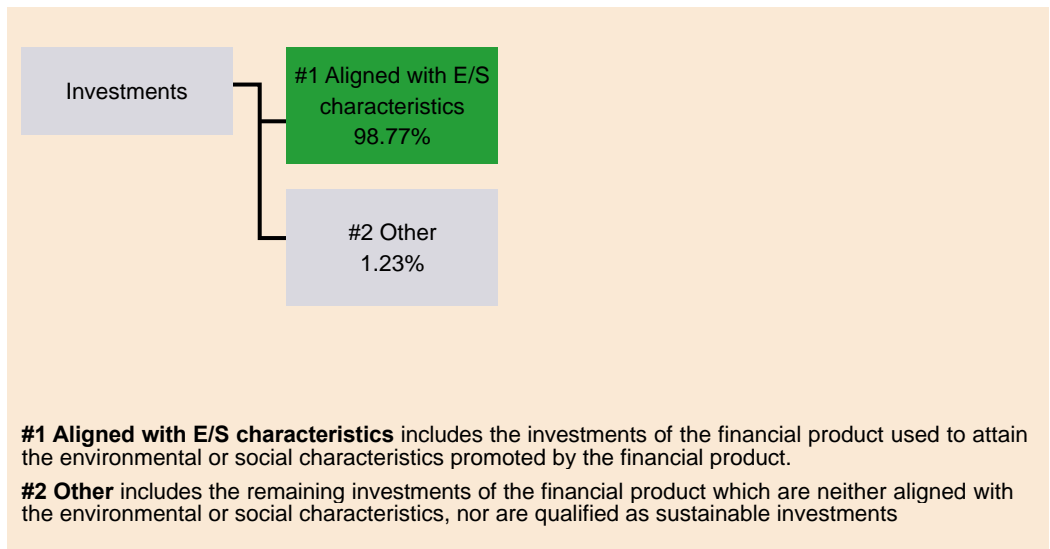 Investments
#1 Aligned with E/S
characteristics
98.77%
#2 Other
1.23%
#1 Aligned with E/S characteristics includes the investments of the financial product used to attain
the environmental or social characteristics promoted by the financial product.
#2 Other includes the remaining investments of the financial product which are neither aligned with
the environmental or social characteristics, nor are qualified as sustainable investments